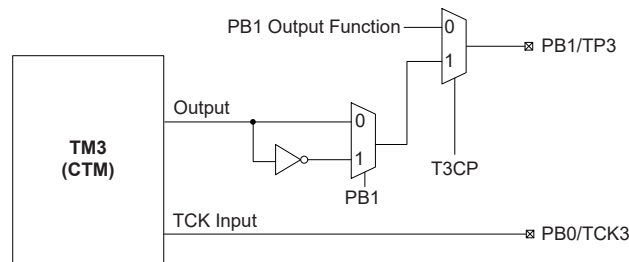 PB1 Output Function
0
1
PB1/TP3
Output
0
1
TM3
(CTM)
T3CP
PB1
TCK Input
PB0/TCK3